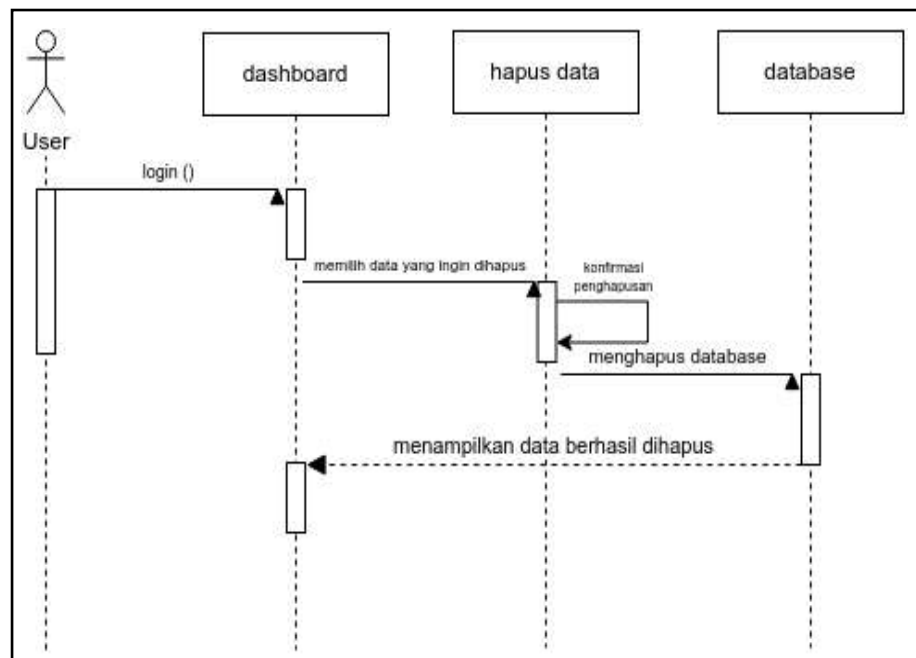 dashboard
hapus data
database
User
login ()
memilih data yang ingin dihapus
konfirmasi
penghapusan
menghapus database
menampilkan data berhasil dihapus